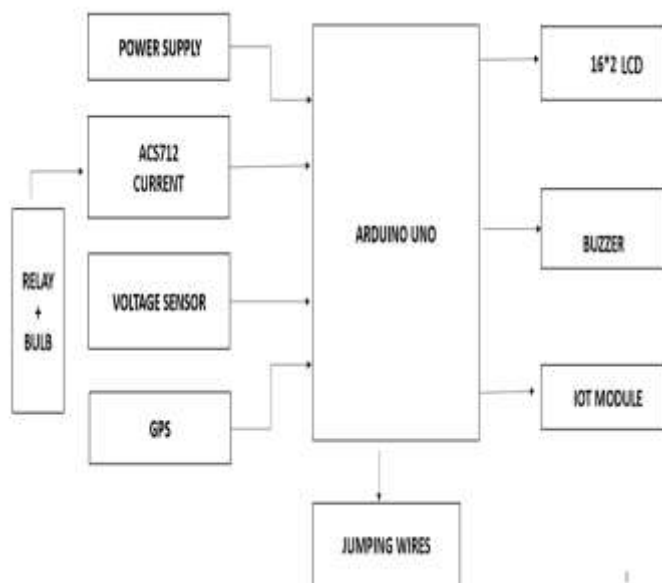 POWER SUPPLY
16*2 LCD
ACS712
CURRENT
ARDUINO UNO
BUZZER
RELAY
+
BULB
VOLTAGE SENSOR
GPS
IOT MODULE
JUMPING WIRES